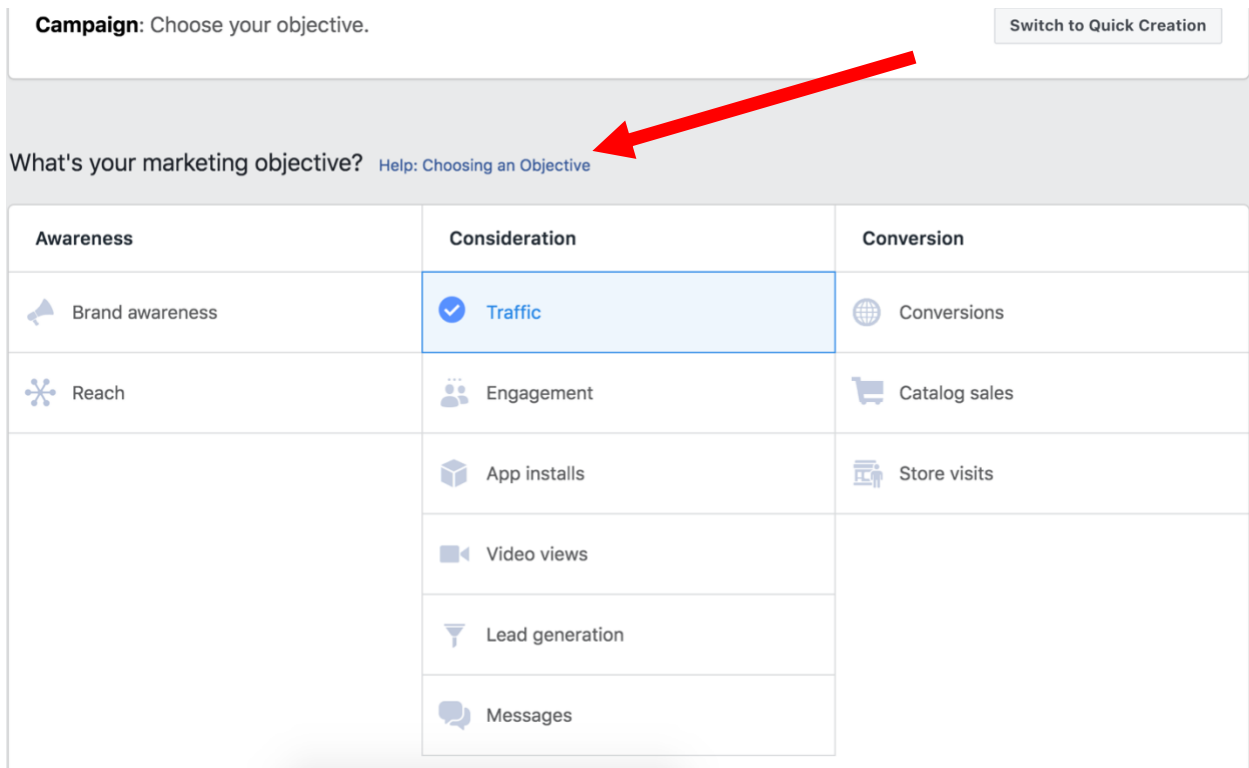 Campaign: Choose your objective.
Switch to Quick Creation
What's your marketing objective? Help: Choosing an Objective
Awareness
Consideration
Conversion
Brand awareness
Traffic
Conversions
Reach
Engagement
Catalog sales
App installs
Store visits
Video views
Lead generation
Messages